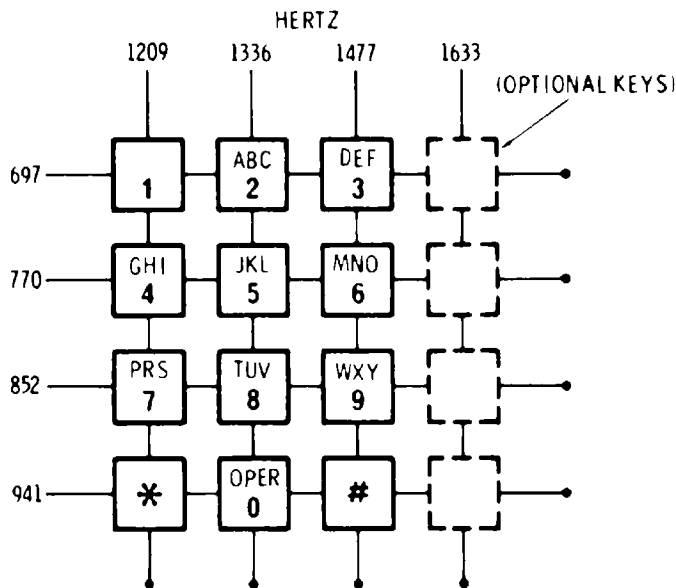 HERTZ
1209 1336 1477 1633
(OPTIONAL KEYS)
697
1
ABC
2
DEF
3
770
GHI
4
JKL
5
MNO
6
852
PRS
7
TUV
8
WXY
9
941
*
OPER
0
#